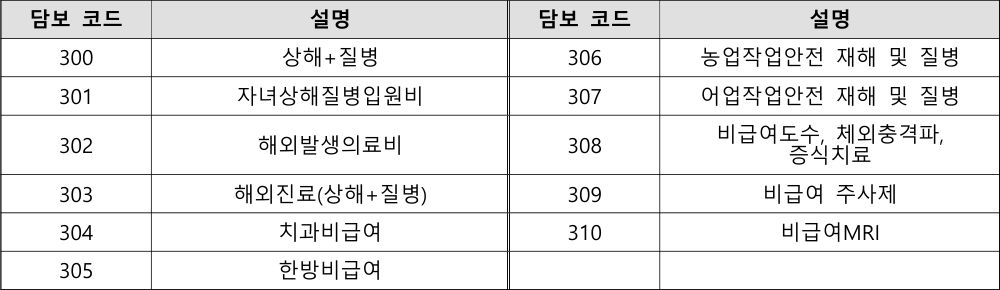 담보 코드 설명 담보 코드 설명
300 상해+질병 306 농업작업안전 재해 및 질병
301 자녀상해질병입원비 307 어업작업안전 재해 및 질병
302 해외발생의료비 308 비급여도수, 체외충격파,
증식치료
303 해외진료(상해+질병) 309 비급여 주사제
304 치과비급여 310 비급여MRI
305 한방비급여